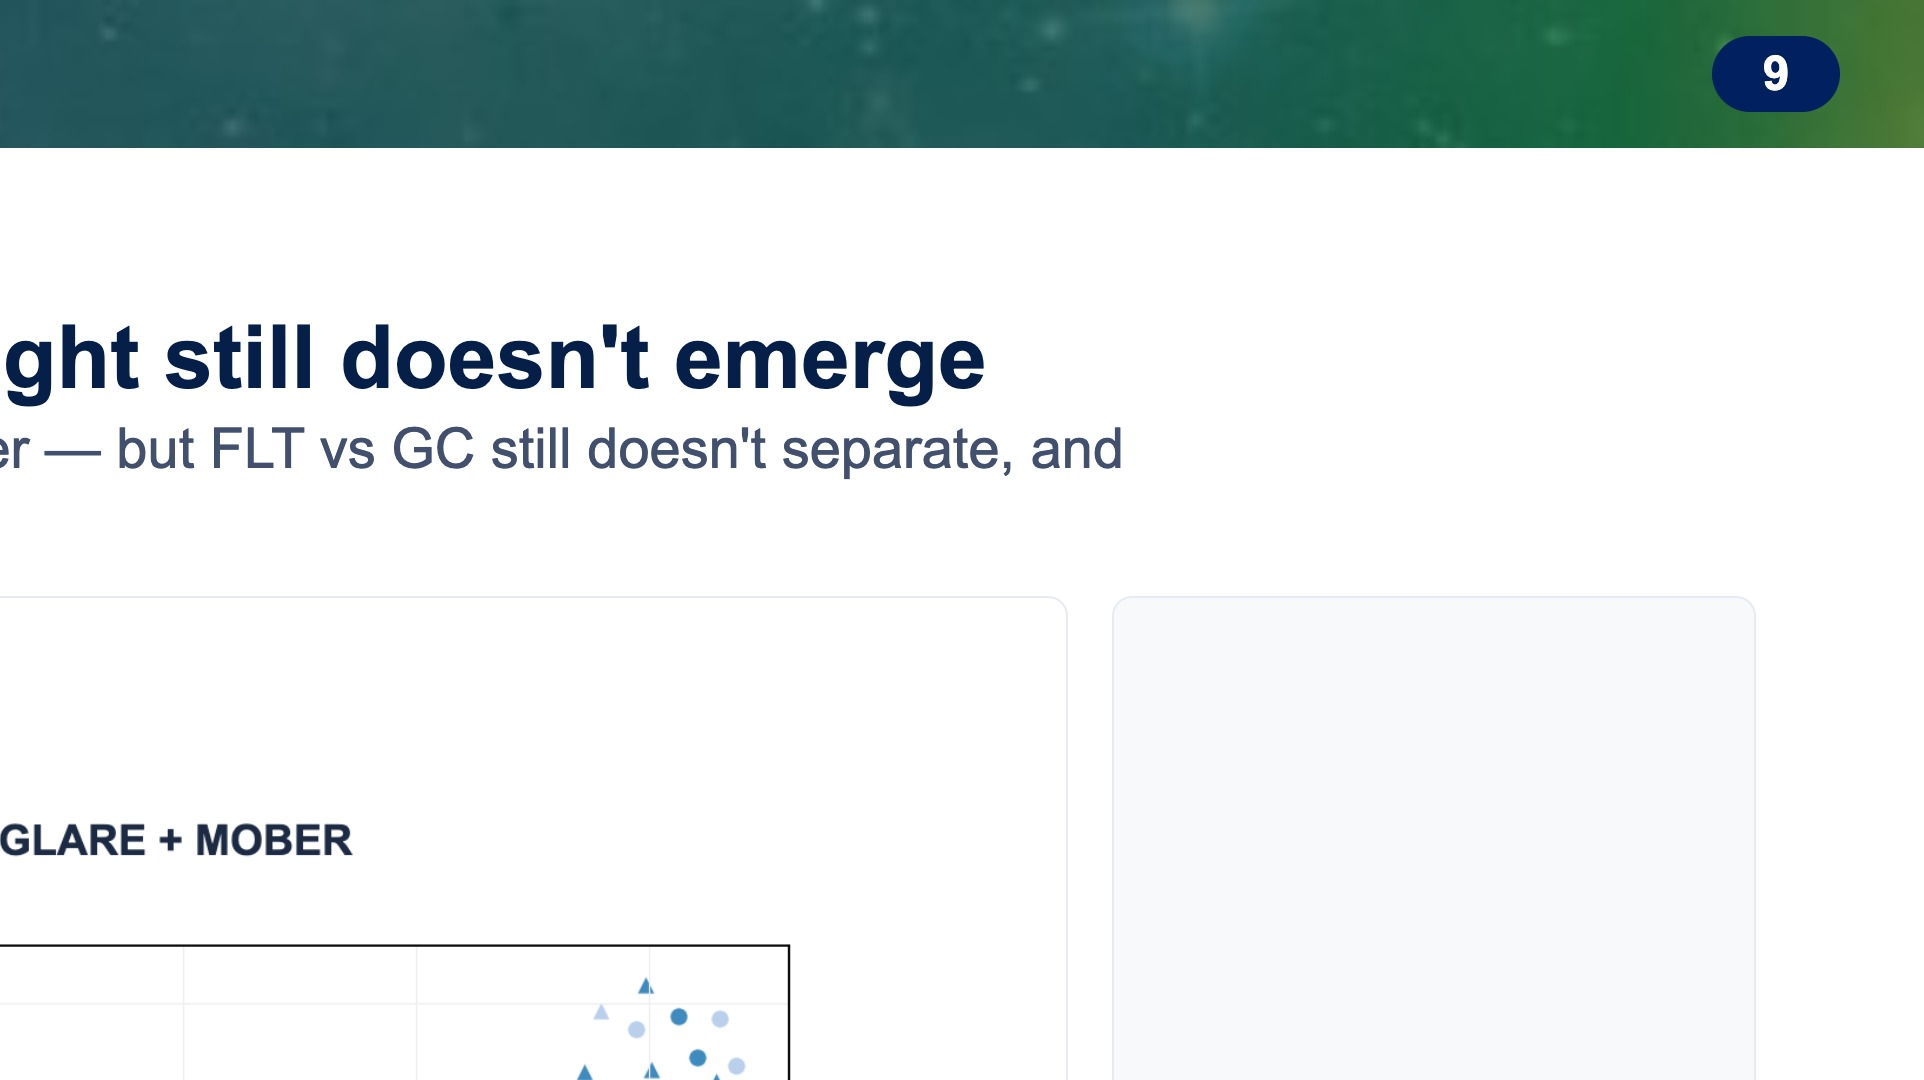 9
ght still doesn't emerge
er — but FLT vs GC still doesn't separate, and
GLARE + MOBER